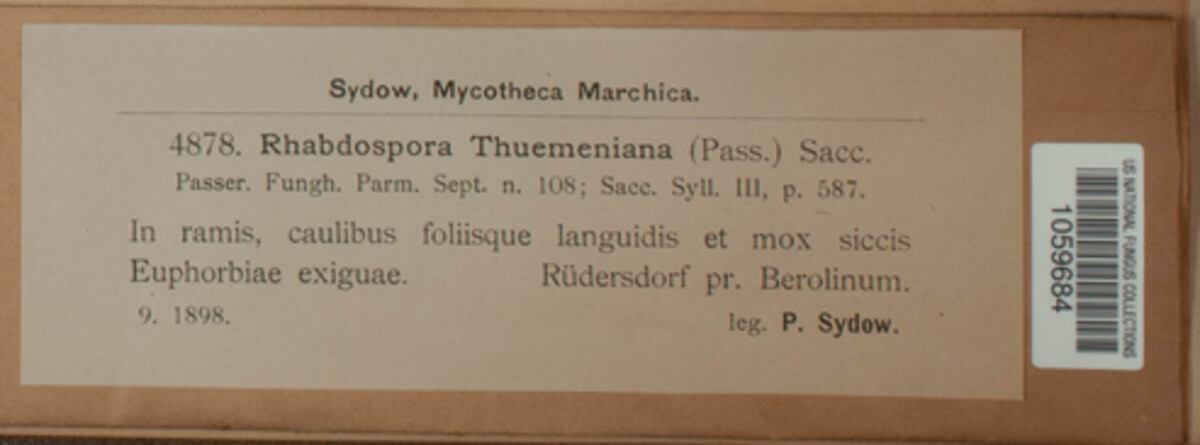 Sydow, Mycotheca Marchica.
4878. Rhabdospora Thuemeniana (Pass.) Sacc.
Passer. Fungh. Parm. Sept. n. 108; Sacc. Syll. III, p. 587.
In ramis, caulibus foliisque languidis et mox siccis
Euphorbiae exiguae. Rüdersdorf pr. Berolinum.
9. 1898. leg. P. Sydow.
US NATIONAL FUNGUS COLLECTIONS
1059684